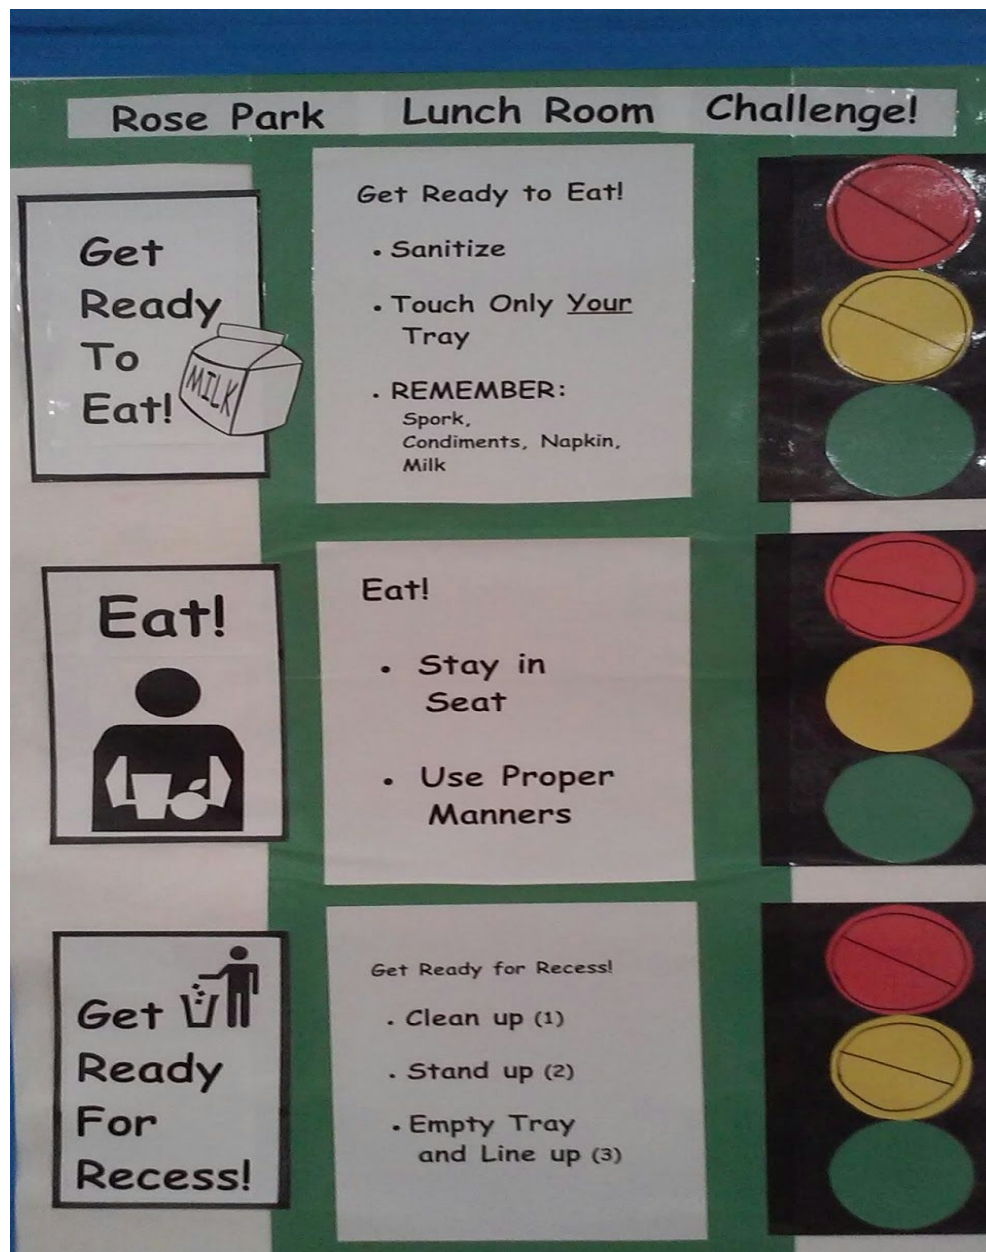 Rose Park Lunch Room Challenge!
Get
Ready
To
Eat!
MILK
Get Ready to Eat!
• Sanitize
• Touch Only Your
Tray
• REMEMBER:
Spork,
Condiments, Napkin,
Milk
Eat!
Eat!
• Stay in
Seat
• Use Proper
Manners
Get
Ready
For
Recess!
Get Ready for Recess!
• Clean up (1)
• Stand up (2)
• Empty Tray
and Line up (3)